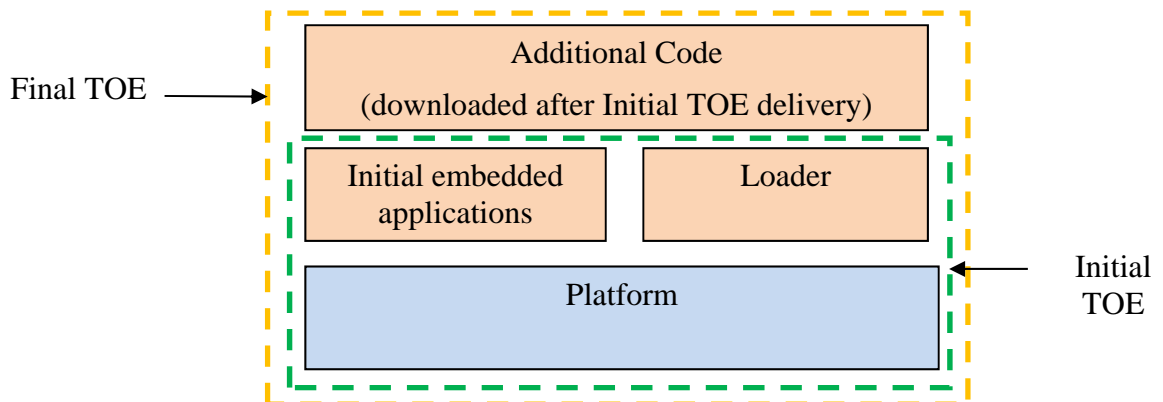 Additional Code
Final TOE
(downloaded after Initial TOE delivery)
Initial embedded
applications
Loader
Platform
Initial
TOE